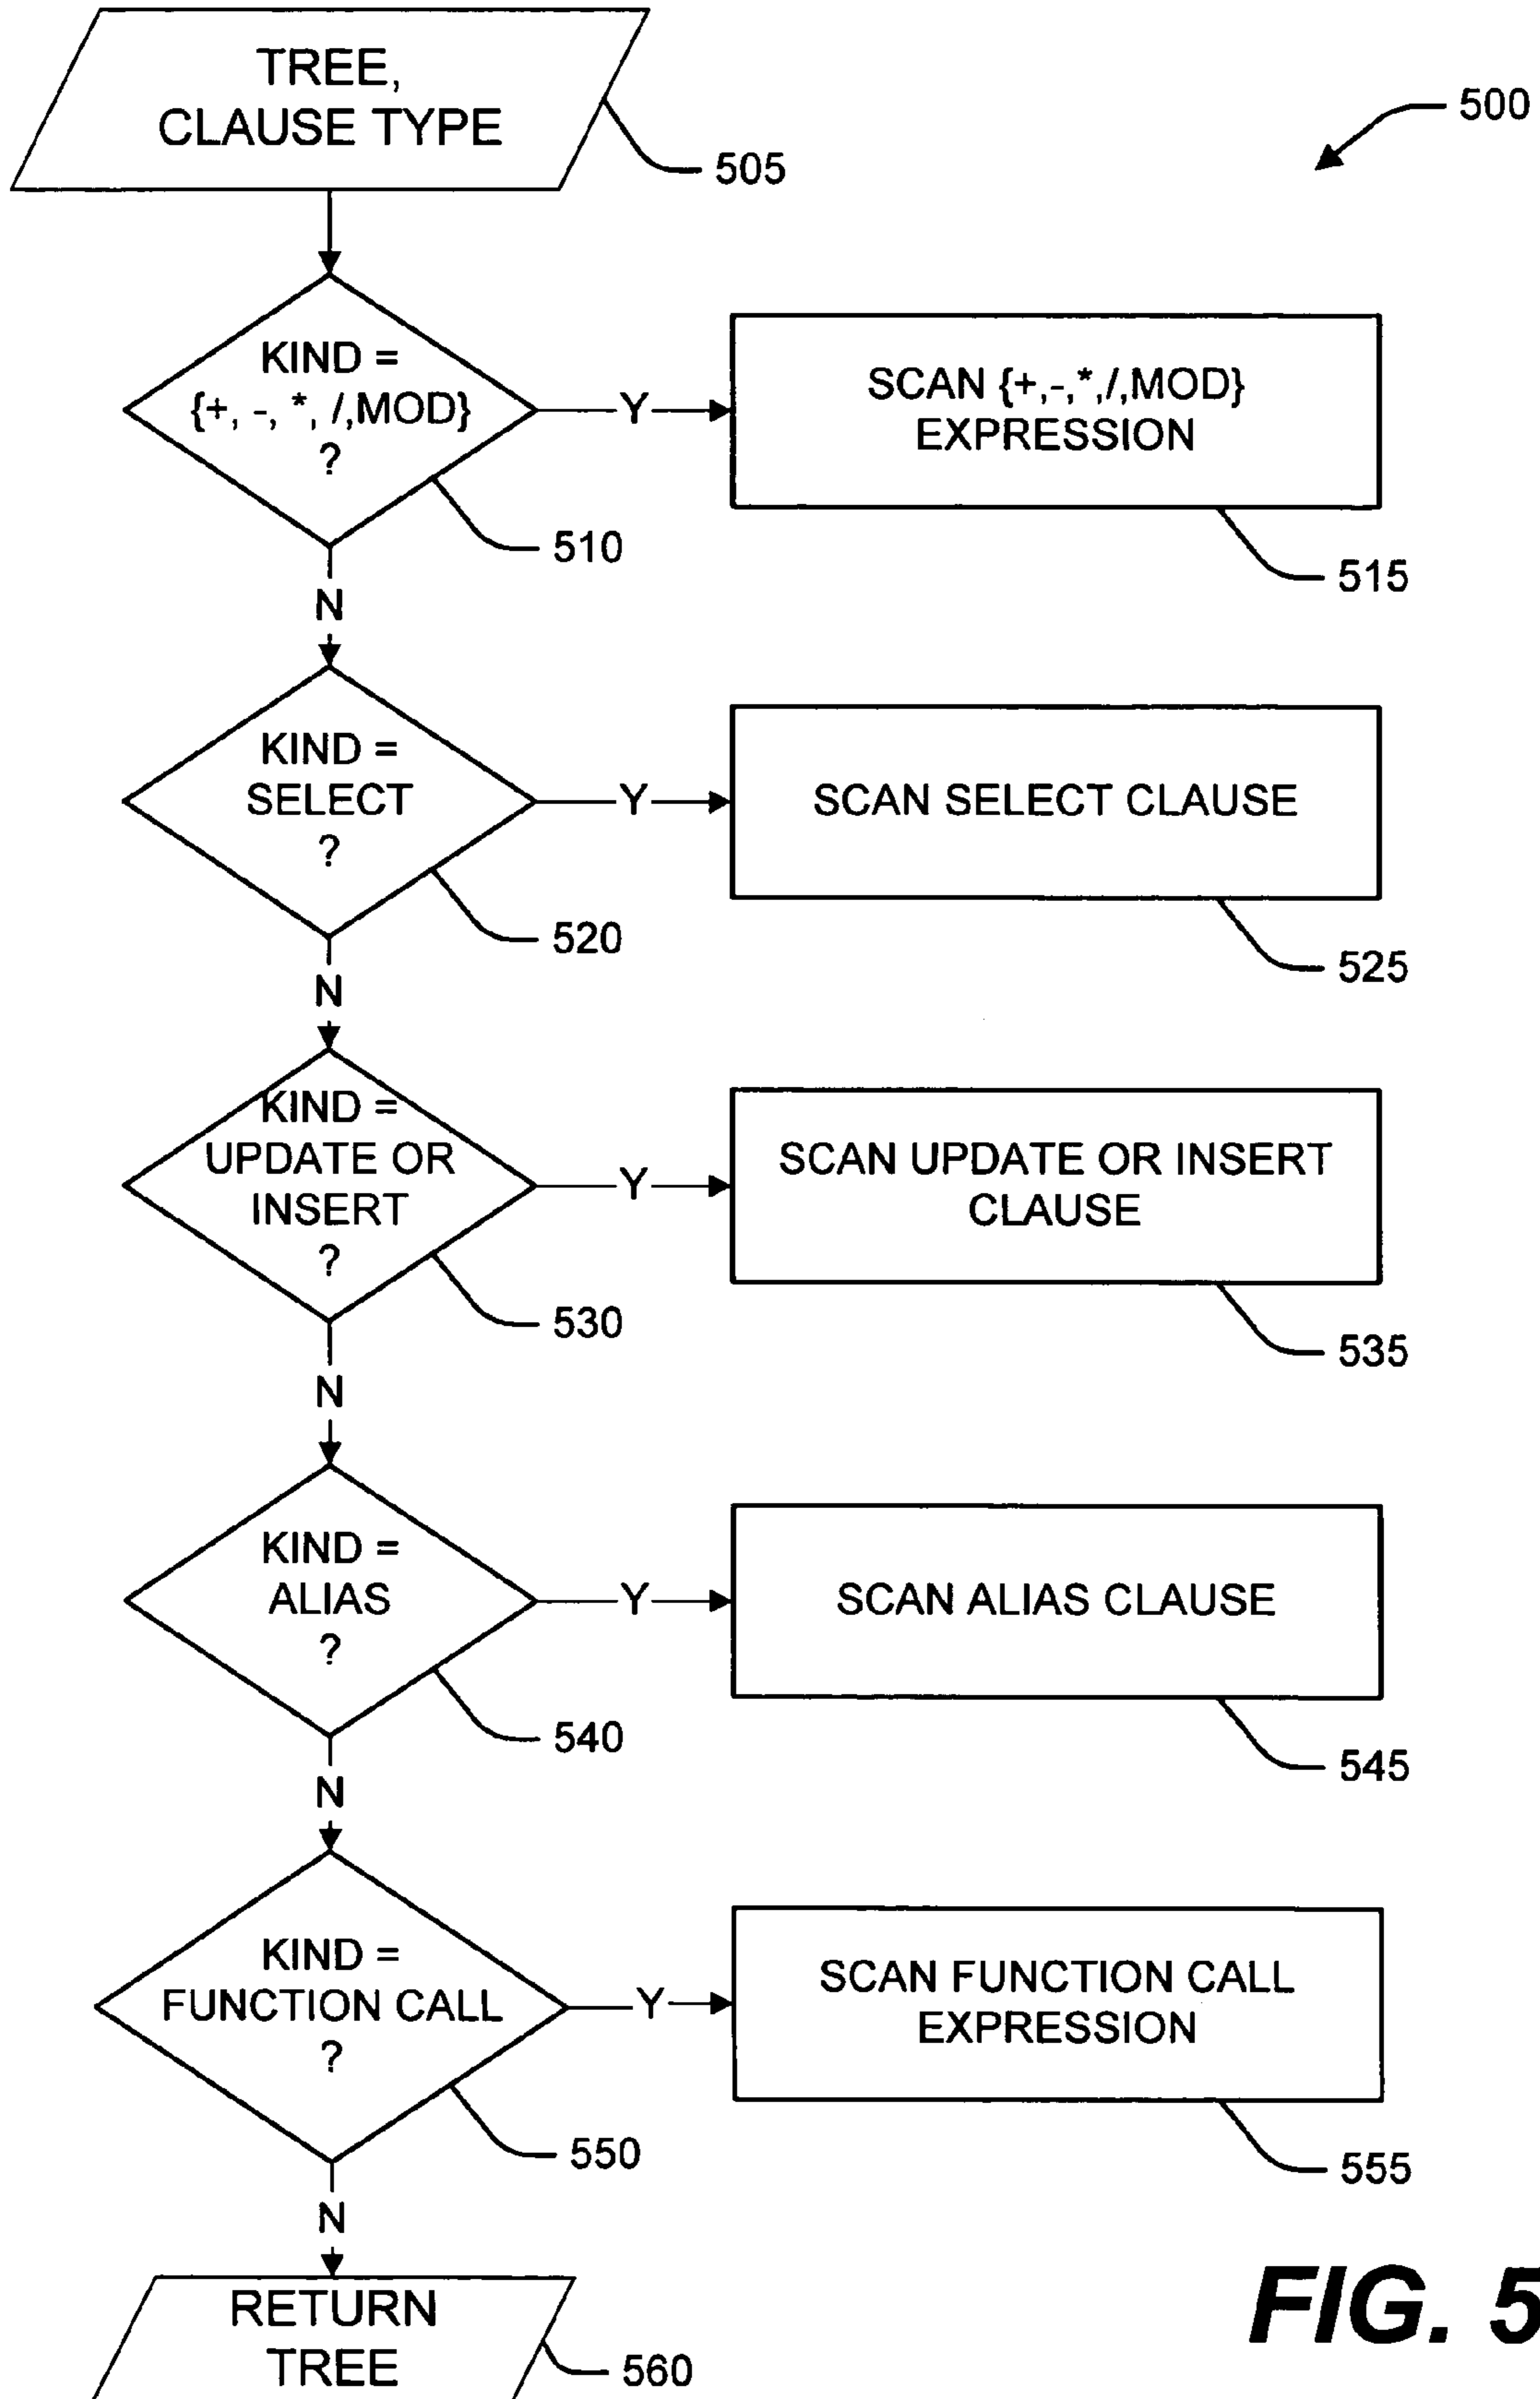 TREE,
CLAUSE TYPE
505
500
KIND =
{+, -, *, /,MOD}
?
510
Y
SCAN {+,-,*,/,MOD}
EXPRESSION
515
N
KIND =
SELECT
?
520
Y
SCAN SELECT CLAUSE
525
N
KIND =
UPDATE OR
INSERT
?
530
Y
SCAN UPDATE OR INSERT
CLAUSE
535
N
KIND =
ALIAS
?
540
Y
SCAN ALIAS CLAUSE
545
N
KIND =
FUNCTION CALL
?
550
Y
SCAN FUNCTION CALL
EXPRESSION
555
N
RETURN
TREE
560
FIG. 5